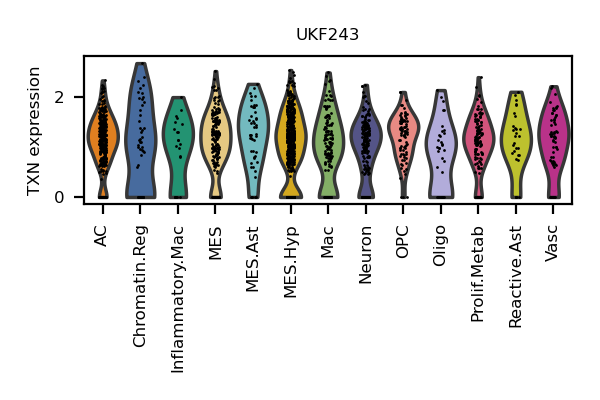 UKF243
TXN expression
2
0
AC
Chromatin.Reg
Inflammatory.Mac
MES
MES.Ast
MES.Hyp
Mac
Neuron
OPC
Oligo
Prolif.Metab
Reactive.Ast
Vasc